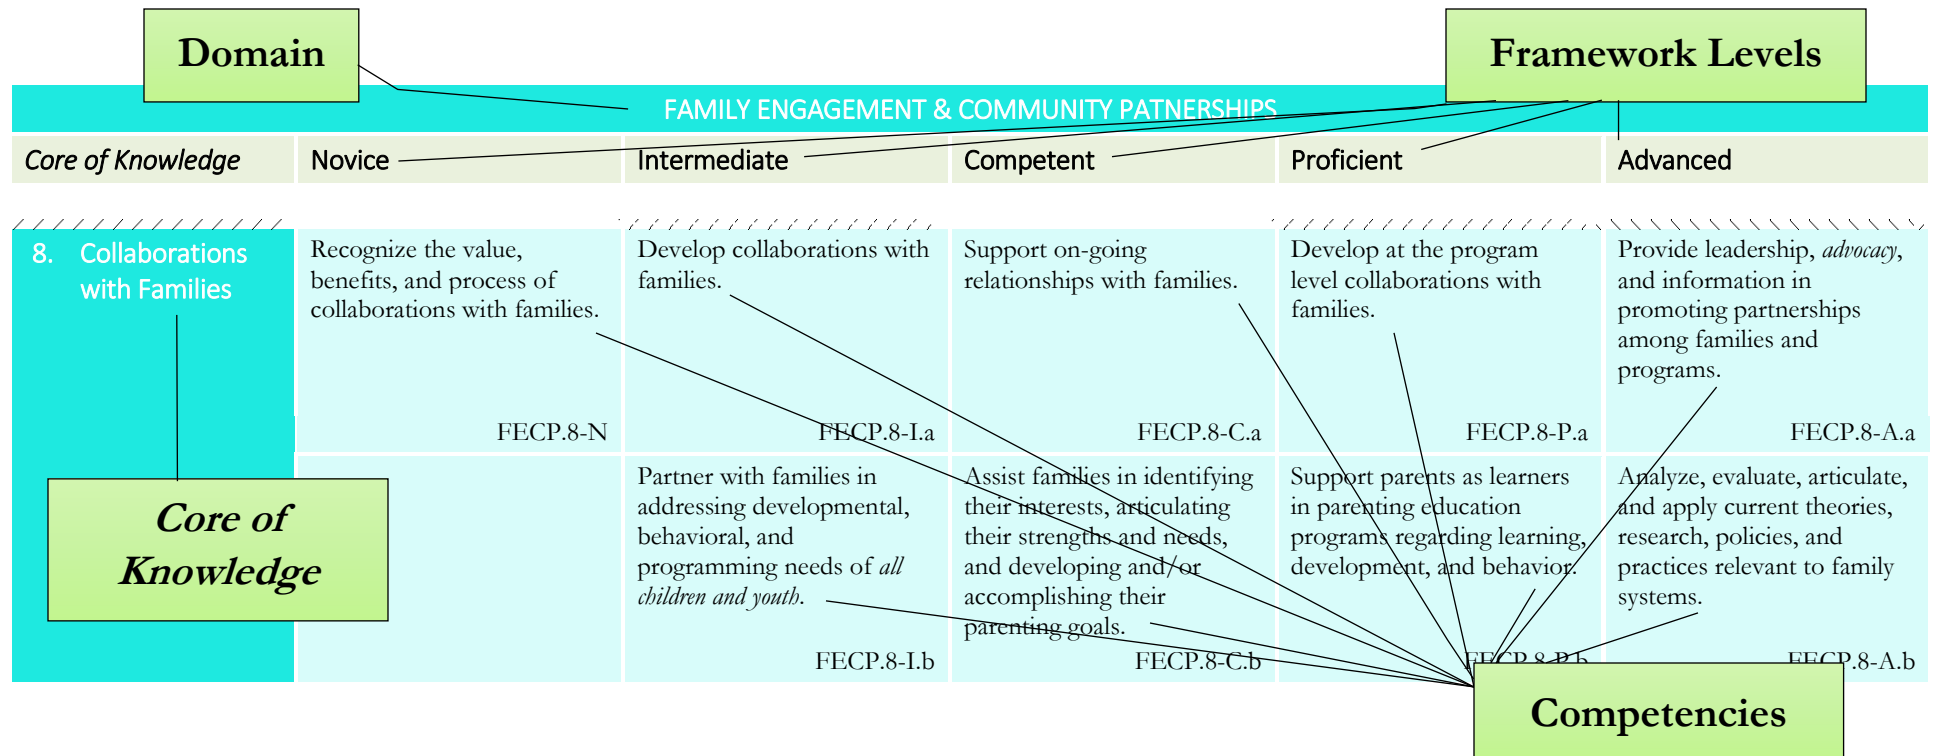 Domain
Framework Levels
FAMILY ENGAGEMENT & COMMUNITY PATNERSHIPS
Core of Knowledge
Novice
Intermediate
Competent
Proficient
Advanced
8. Collaborations
with Families
Recognize the value,
benefits, and process of
collaborations with families.
FECP.8-N
Develop collaborations with
families.
FECP.8-I.a
Support on-going
relationships with families.
FECP.8-C.a
Develop at the program
level collaborations with
families.
FECP.8-P.a
Provide leadership, advocacy,
and information in
promoting partnerships
among families and
programs.
FECP.8-A.a
Core of
Knowledge
Partner with families in
addressing developmental,
behavioral, and
programming needs of all
children and youth.
FECP.8-I.b
Assist families in identifying
their interests, articulating
their strengths and needs,
and developing and/or
accomplishing their
parenting goals.
FECP.8-C.b
Support parents as learners
in parenting education
programs regarding learning,
development, and behavior.
FECP.8-P.b
Analyze, evaluate, articulate,
and apply current theories,
research, policies, and
practices relevant to family
systems.
FECP.8-A.b
Competencies